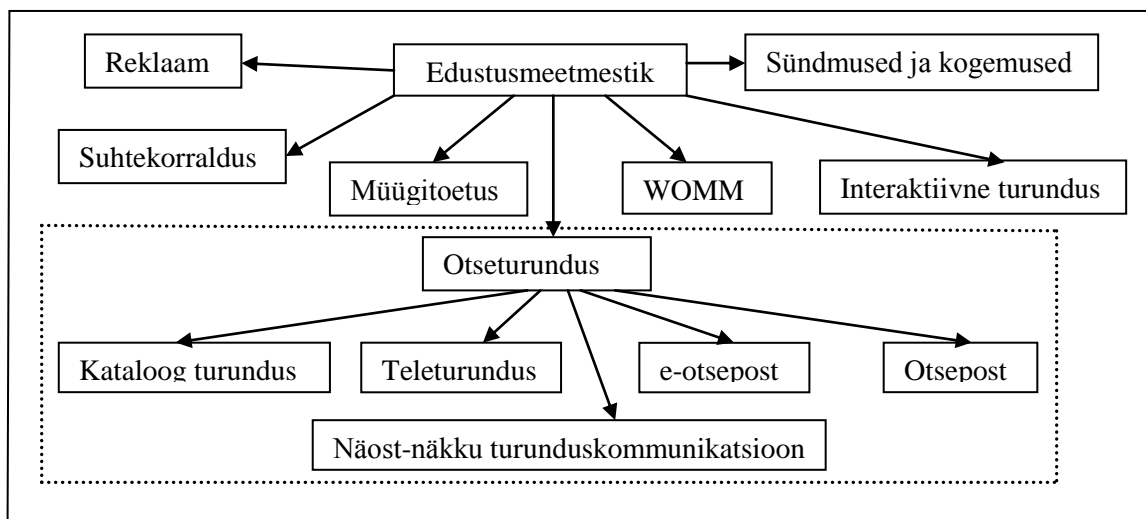 Reklaam
Edustusmeetmestik
Sündmused ja kogemused
Suhtekorraldus
Müügitoetus
WOMM
Interaktiivne turundus
Otseturundus
Kataloog turundus
Teleturundus
e-otsepost
Otsepost
Näost-näkku turunduskommunikatsioon